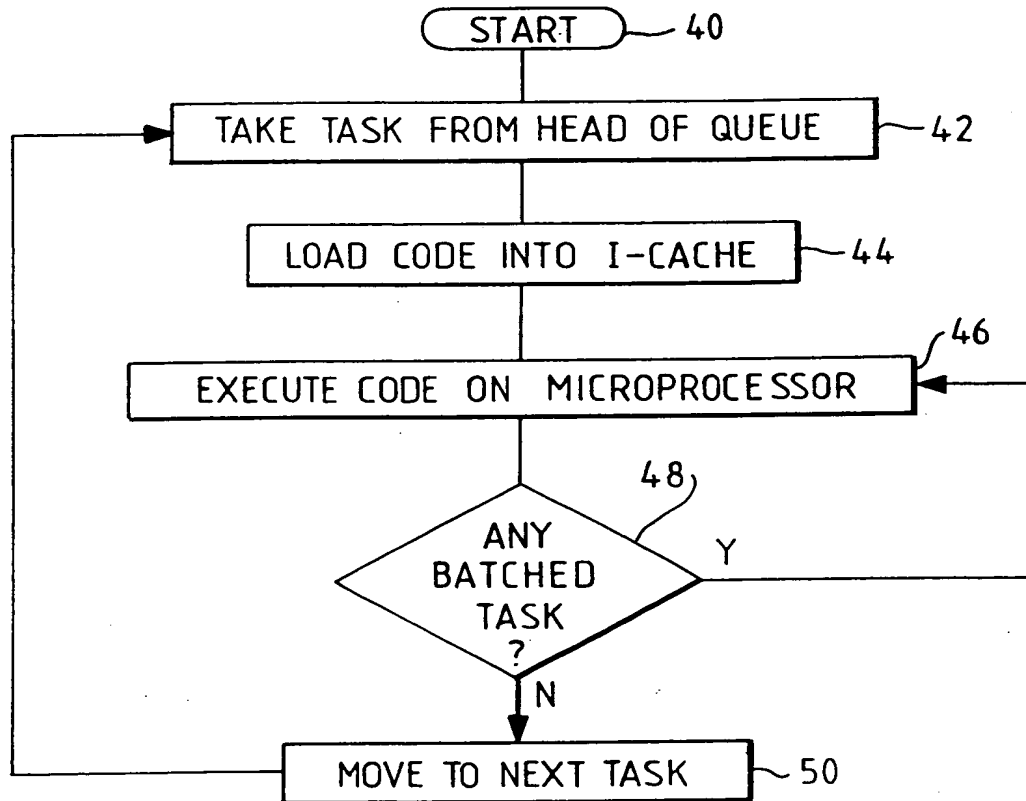 START 40
TAKE TASK FROM HEAD OF QUEUE 42
LOAD CODE INTO I-CACHE 44
46
EXECUTE CODE ON MICROPROCESSOR
48
ANY
BATCHED
TASK
?
Y
N
MOVE TO NEXT TASK 50